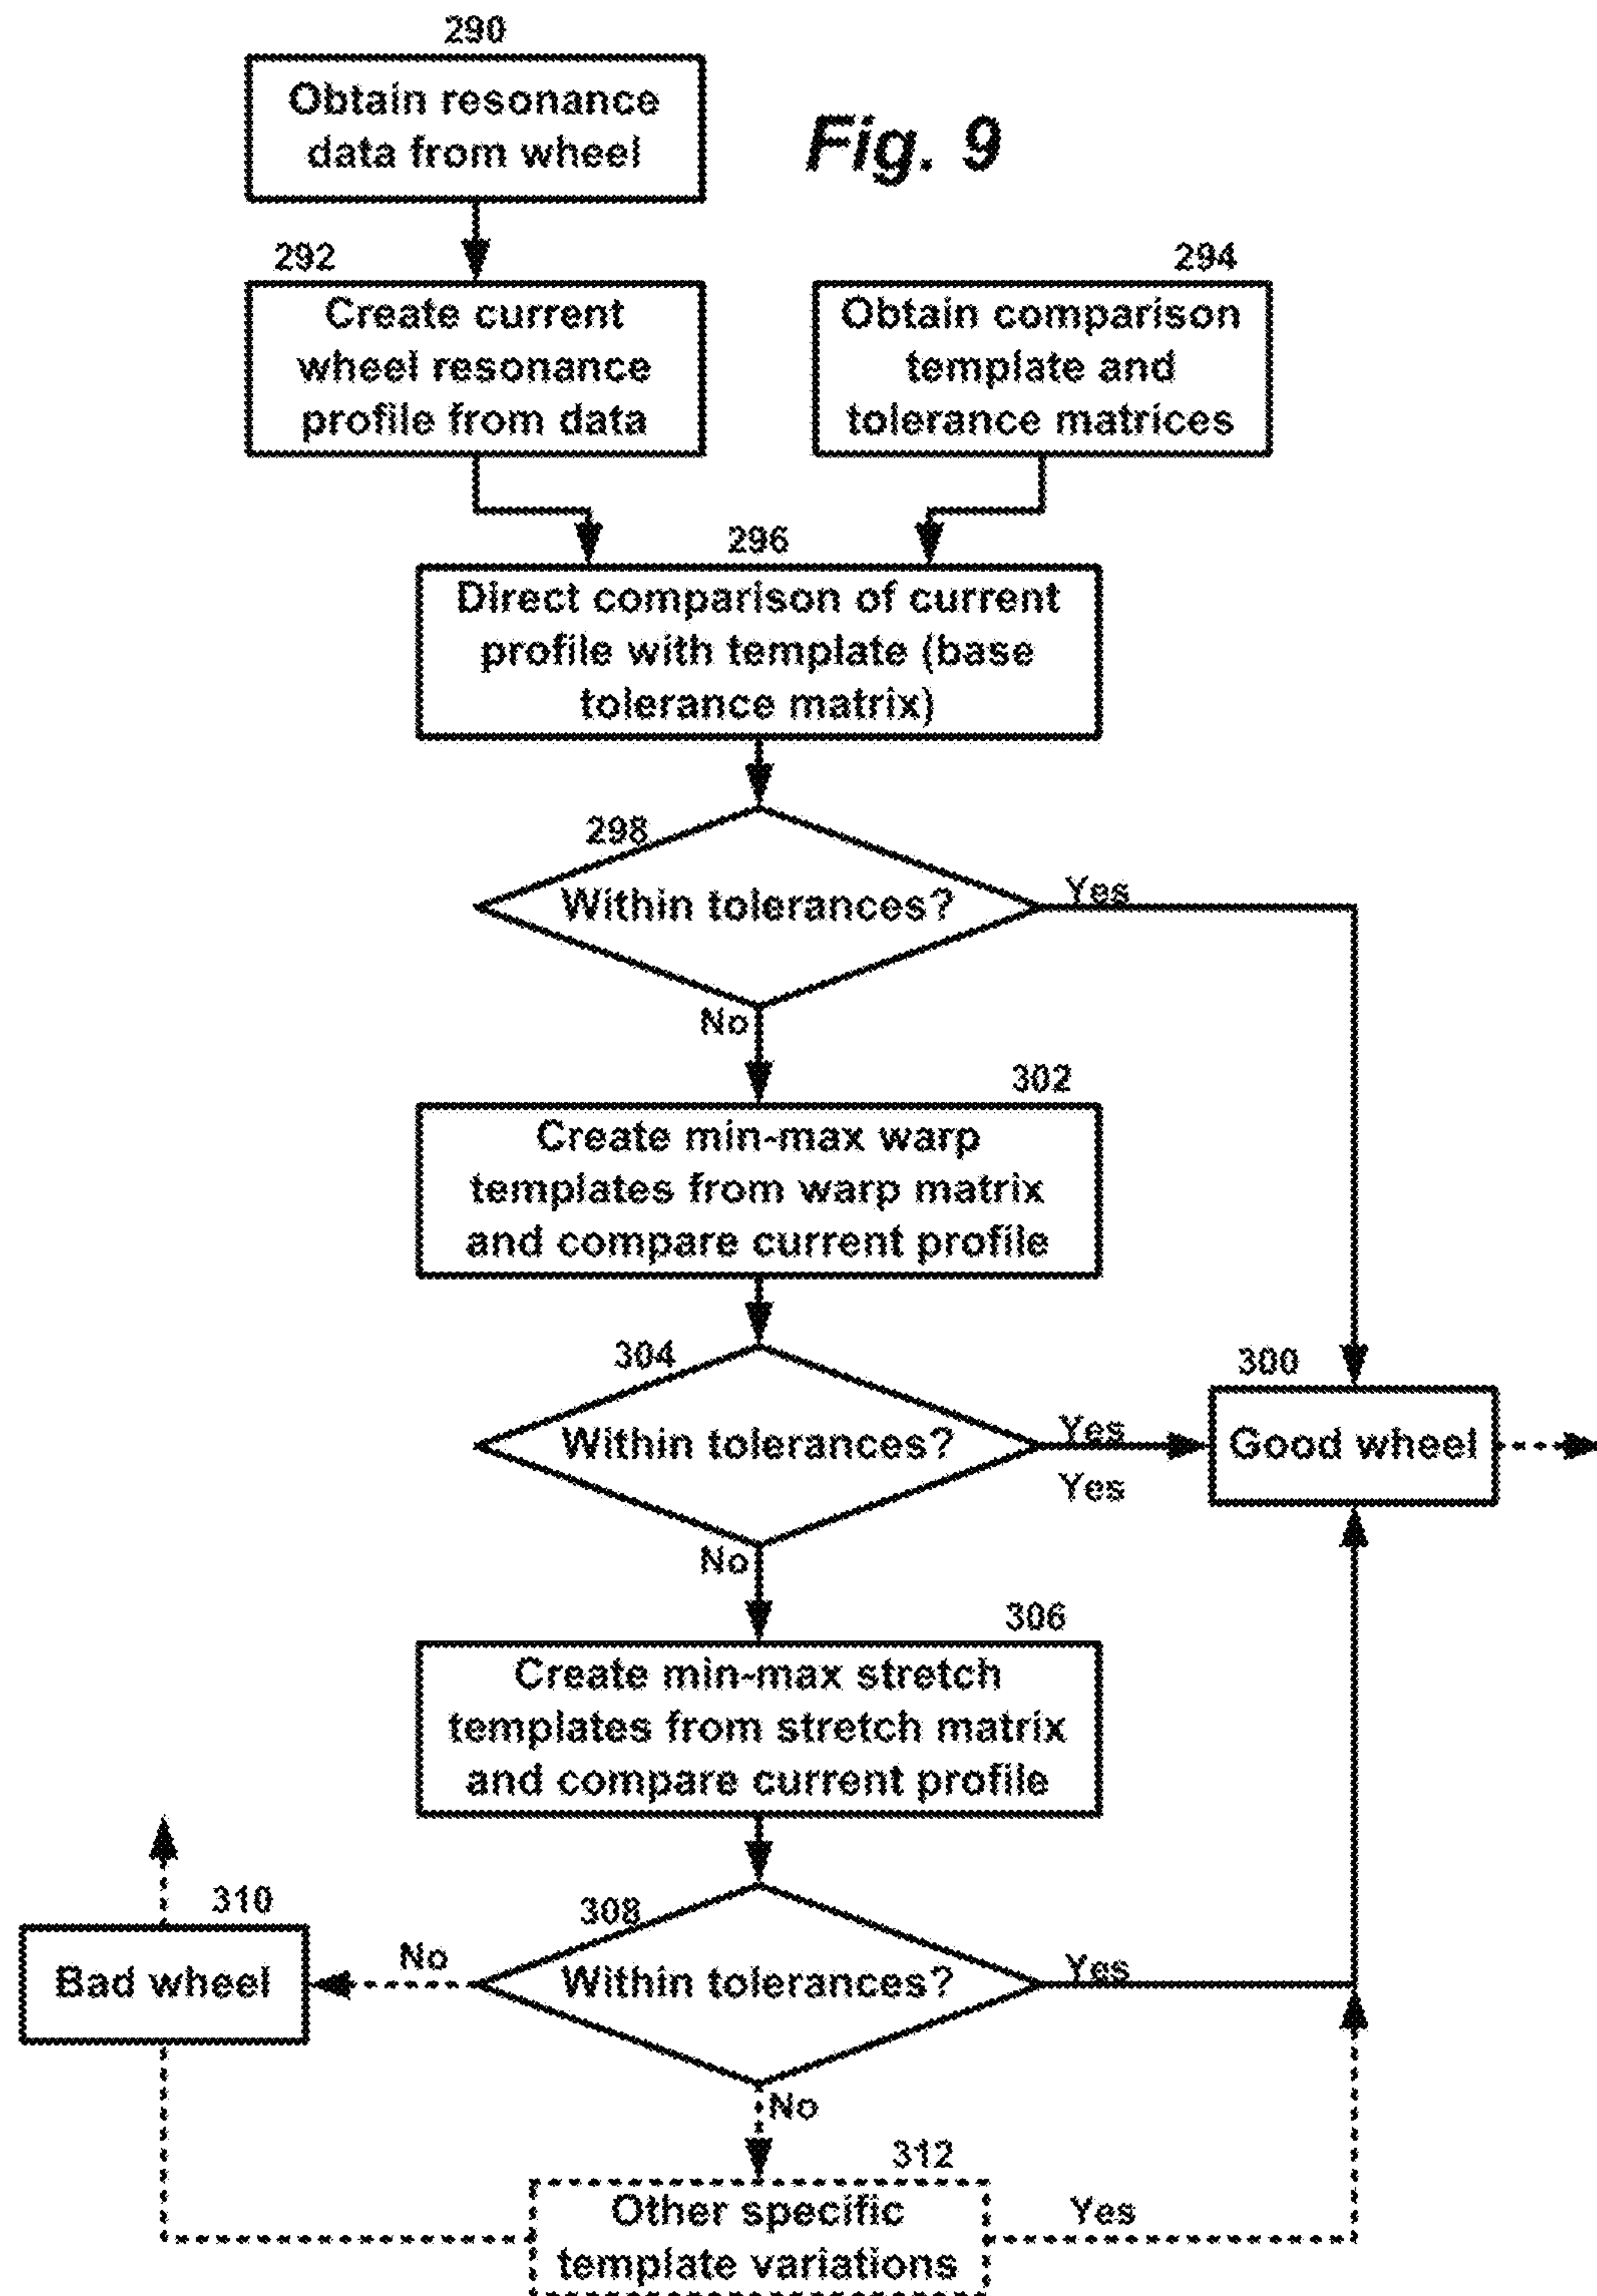 290
Obtain resonance
data from wheel
Fig. 9
292
Create current
wheel resonance
profile from data
294
Obtain comparison
template and
tolerance matrices
296
Direct comparison of current
profile with template (base
tolerance matrix)
298
Within tolerances?
Yes
No
302
Create min-max warp
templates from warp matrix
and compare current profile
304
Within tolerances?
Yes
Yes
300
Good wheel
No
306
Create min-max stretch
templates from stretch matrix
and compare current profile
310
Bad wheel
No
308
Within tolerances?
Yes
No
312
Other specific
template variations
Yes